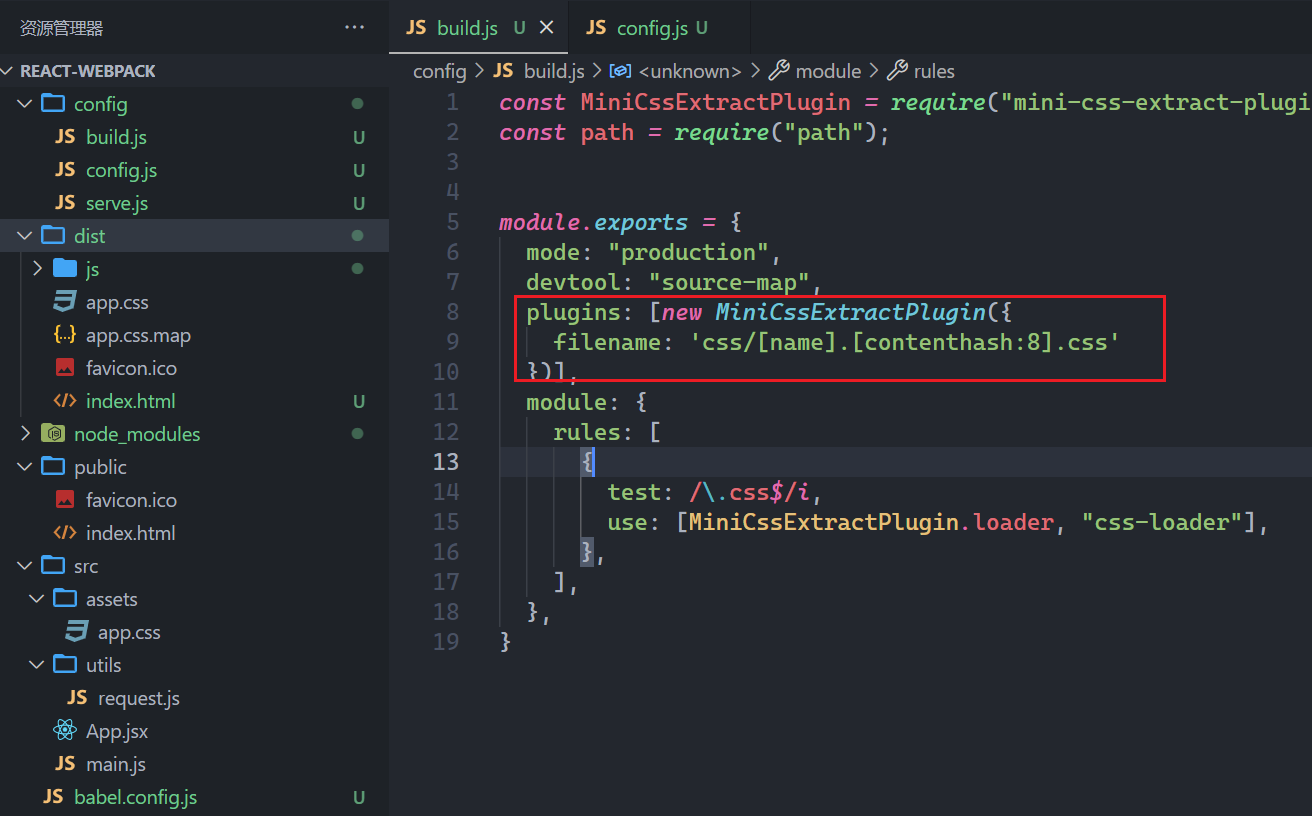 资源管理器 ···
REACT-WEBPACK
config
JS build.js U
JS config.js U
JS serve.js U
dist
js
app.css
{..} app.css.map
favicon.ico
<> index.html U
node_modules
public
favicon.ico
<> index.html
src
assets
app.css
utils
JS request.js
App.jsx
JS main.js
JS babel.config.js U
JS build.js U × JS config.js U
config > JS build.js > <unknown> > module > rules
1 const MiniCssExtractPlugin = require("mini-css-extract-plugi
2 const path = require("path");
3
4
5 module.exports = {
6 mode: "production",
7 devtool: "source-map",
8 plugins: [new MiniCssExtractPlugin({
9 filename: 'css/[name].[contenthash:8].css'
10 })],
11 module: {
12 rules: [
13 {
14 test: /\.css$/i,
15 use: [MiniCssExtractPlugin.loader, "css-loader"],
16 },
17 ],
18 },
19 }